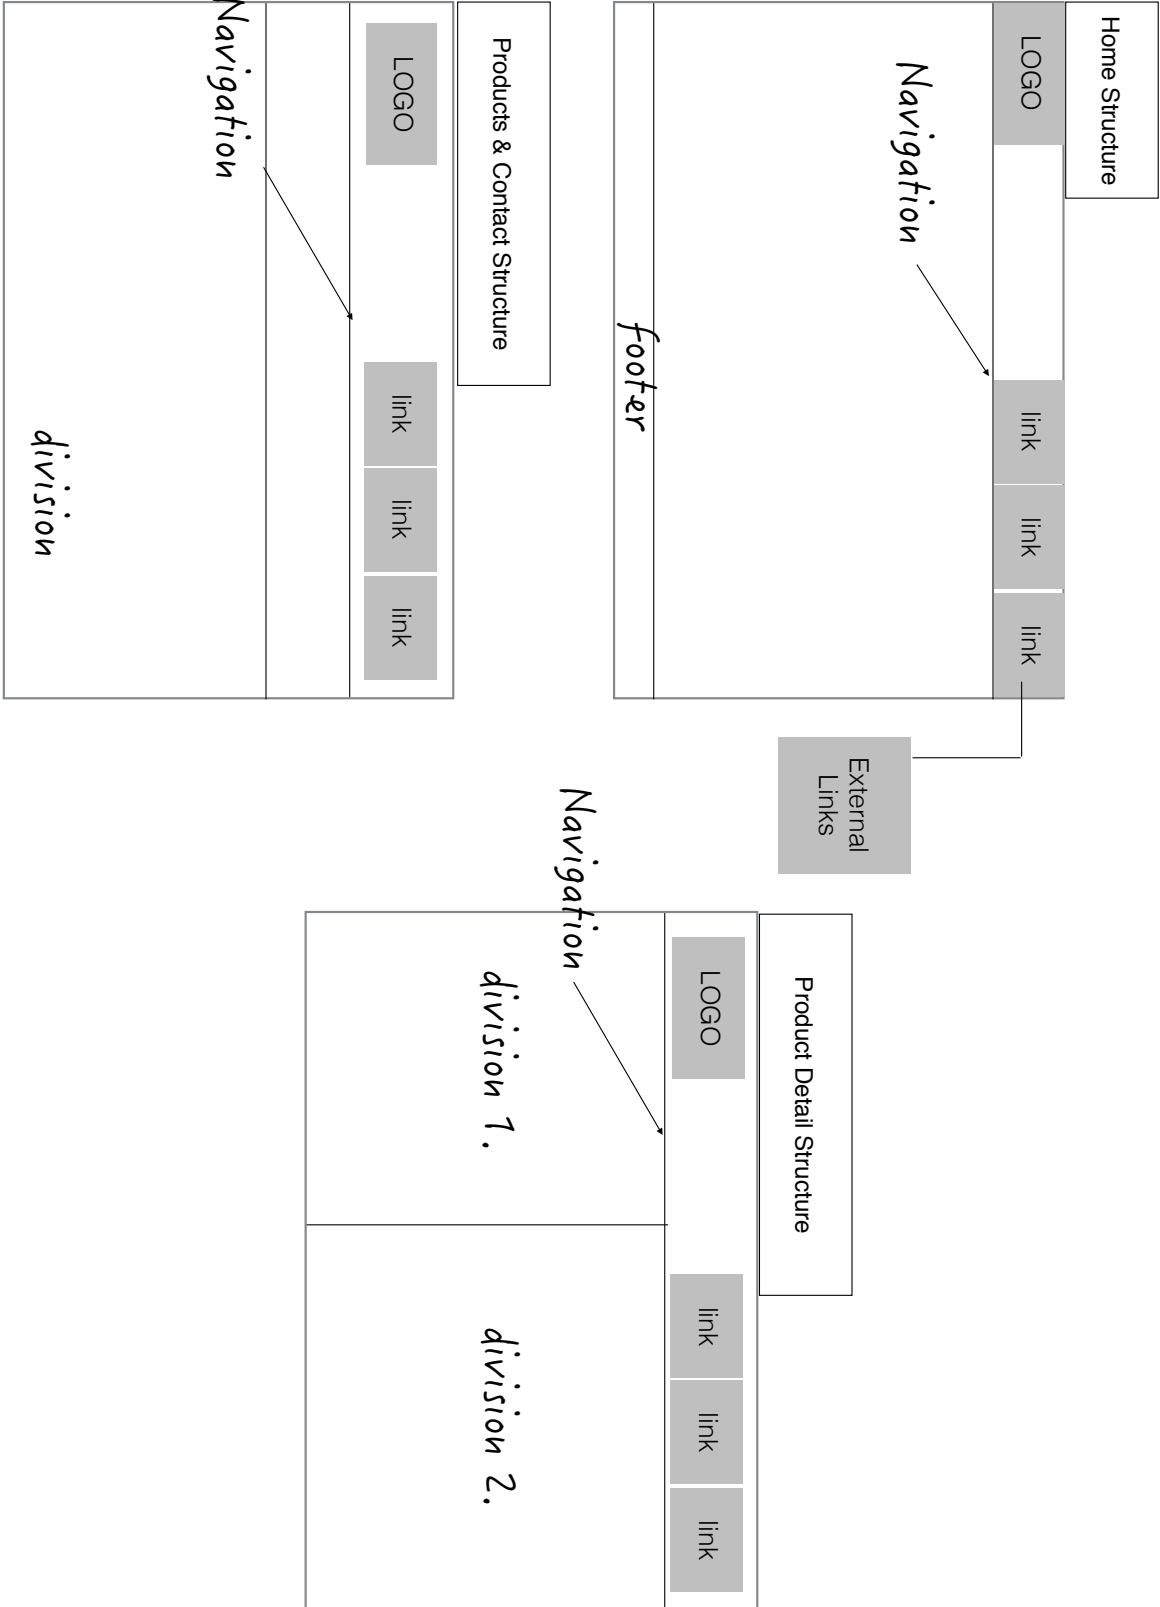 Home Structure
LOGO
link
link
link
Navigation
footer
External
Links
Products & Contact Structure
LOGO
link
link
link
Navigation
division
Product Detail Structure
LOGO
link
link
link
Navigation
division 1.
division 2.